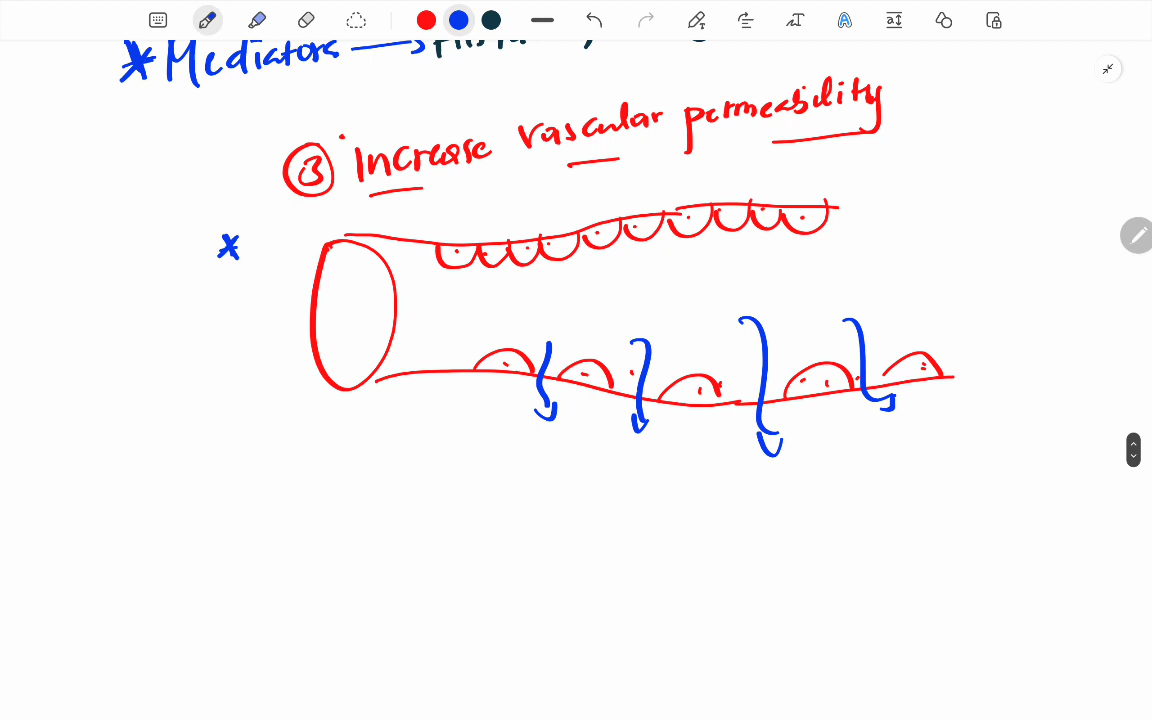 *Mediators →
③ Increase vascular permeability
*